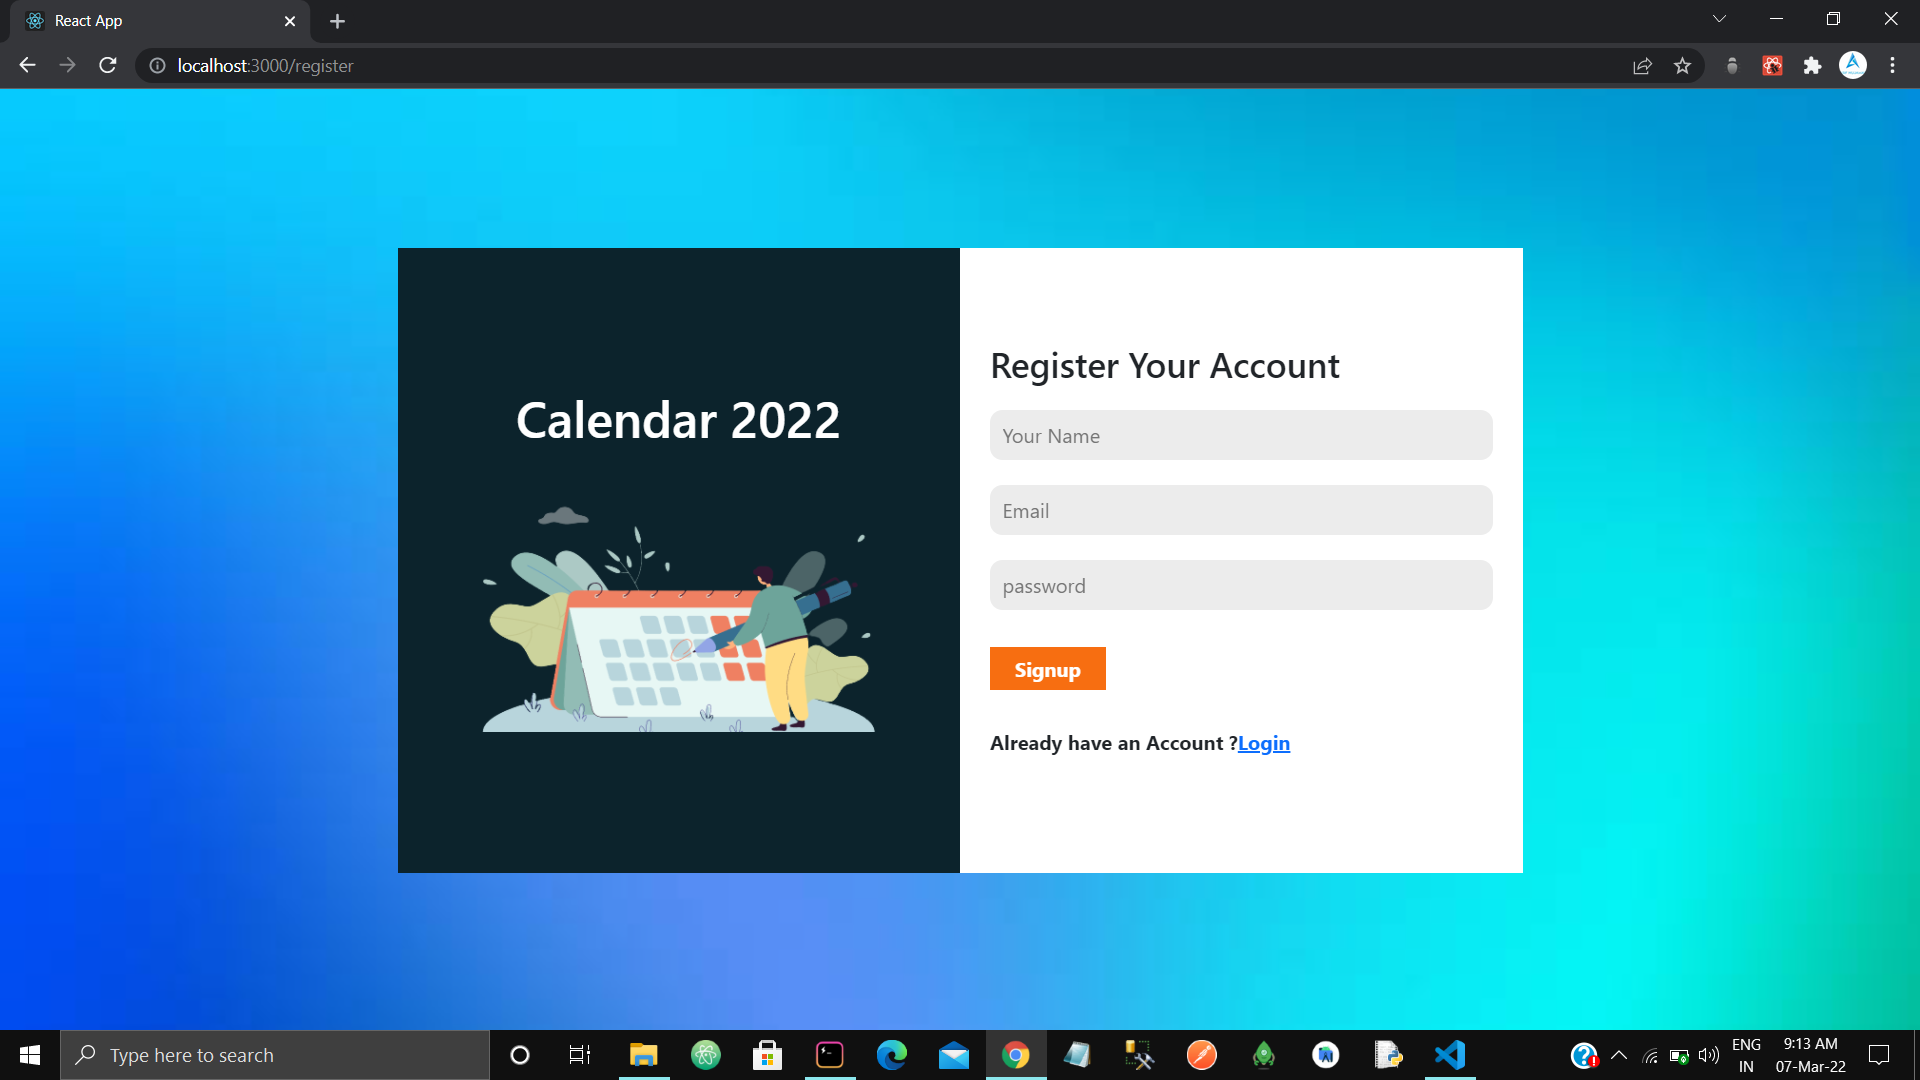 React App
localhost:3000/register
Calendar 2022
Register Your Account
Your Name
Email
password
Signup
Already have an Account ?Login
Type here to search
ENG
IN
9:13 AM
07-Mar-22